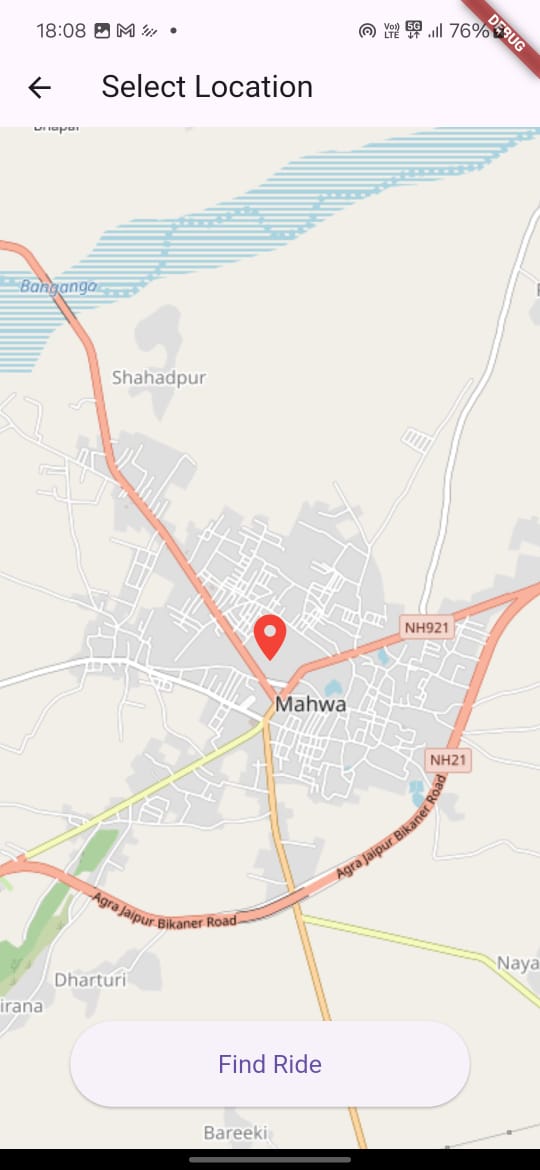 18:08
Vo))
LTE
5G
76%
DEBUG
Select Location
Bhapar
Banganga
Shahadpur
NH921
Mahwa
NH21
Agra Jaipur Bikaner Road
Agra Jaipur Bikaner Road
Naya
Dharturi
irana
Find Ride
Bareeki